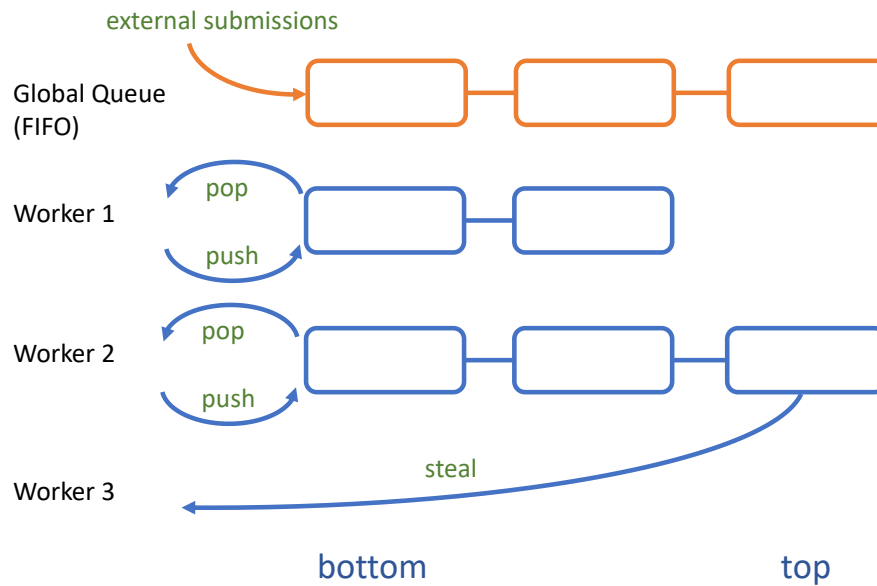 external submissions
Global Queue
(FIFO)
pop
Worker 1
push
pop
Worker 2
push
steal
Worker 3
bottom
top